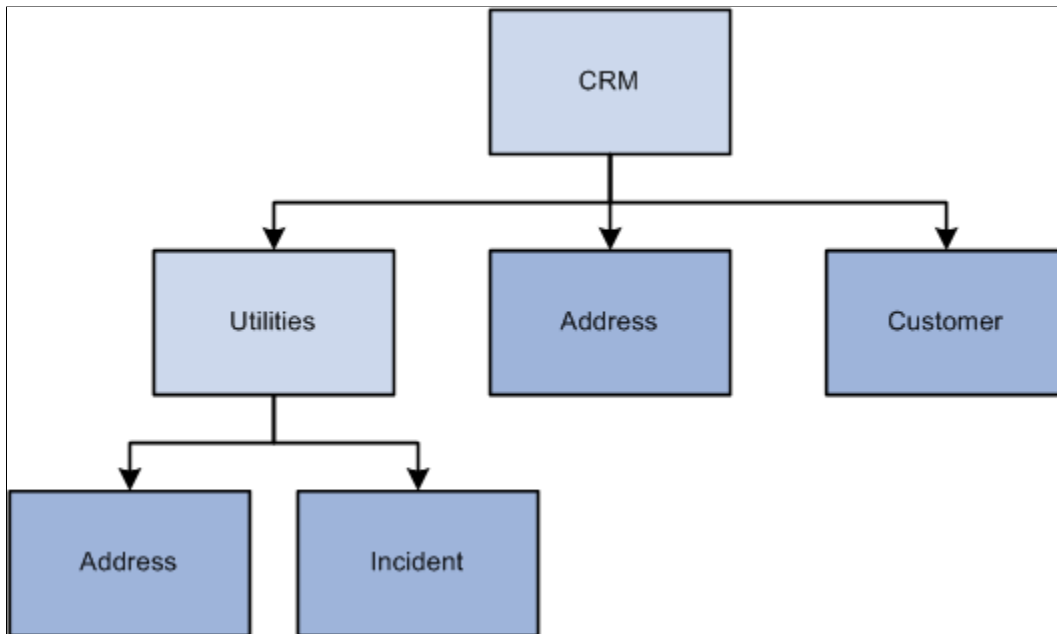 CRM
Utilities
Address
Customer
Address
Incident